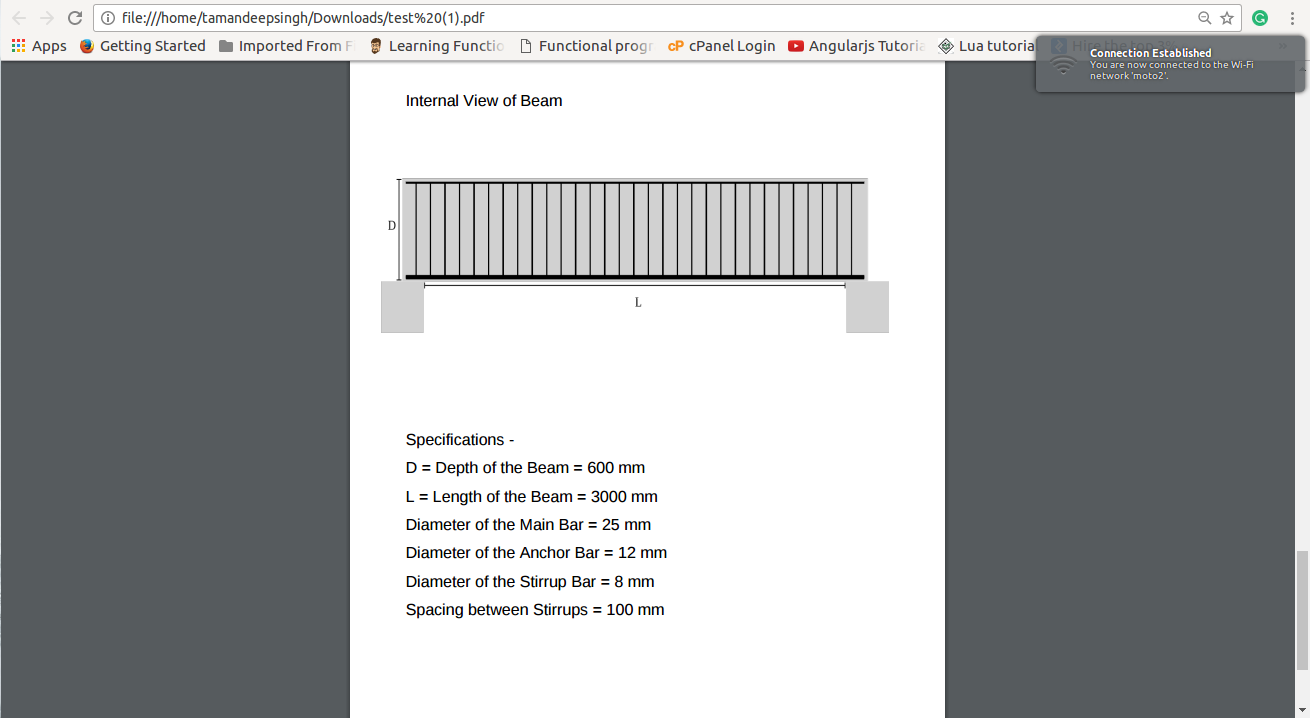 file:///home/tamandeepsingh/Downloads/test%20(1).pdf
Apps Getting Started Imported From Learning Functio Functional progr cP cPanel Login Angularjs Tutoria Lua tutoria
Connection Established
You are now connected to the Wi-Fi
network 'moto2'.
Internal View of Beam
D
L
Specifications -
D = Depth of the Beam = 600 mm
L = Length of the Beam = 3000 mm
Diameter of the Main Bar = 25 mm
Diameter of the Anchor Bar = 12 mm
Diameter of the Stirrup Bar = 8 mm
Spacing between Stirrups = 100 mm